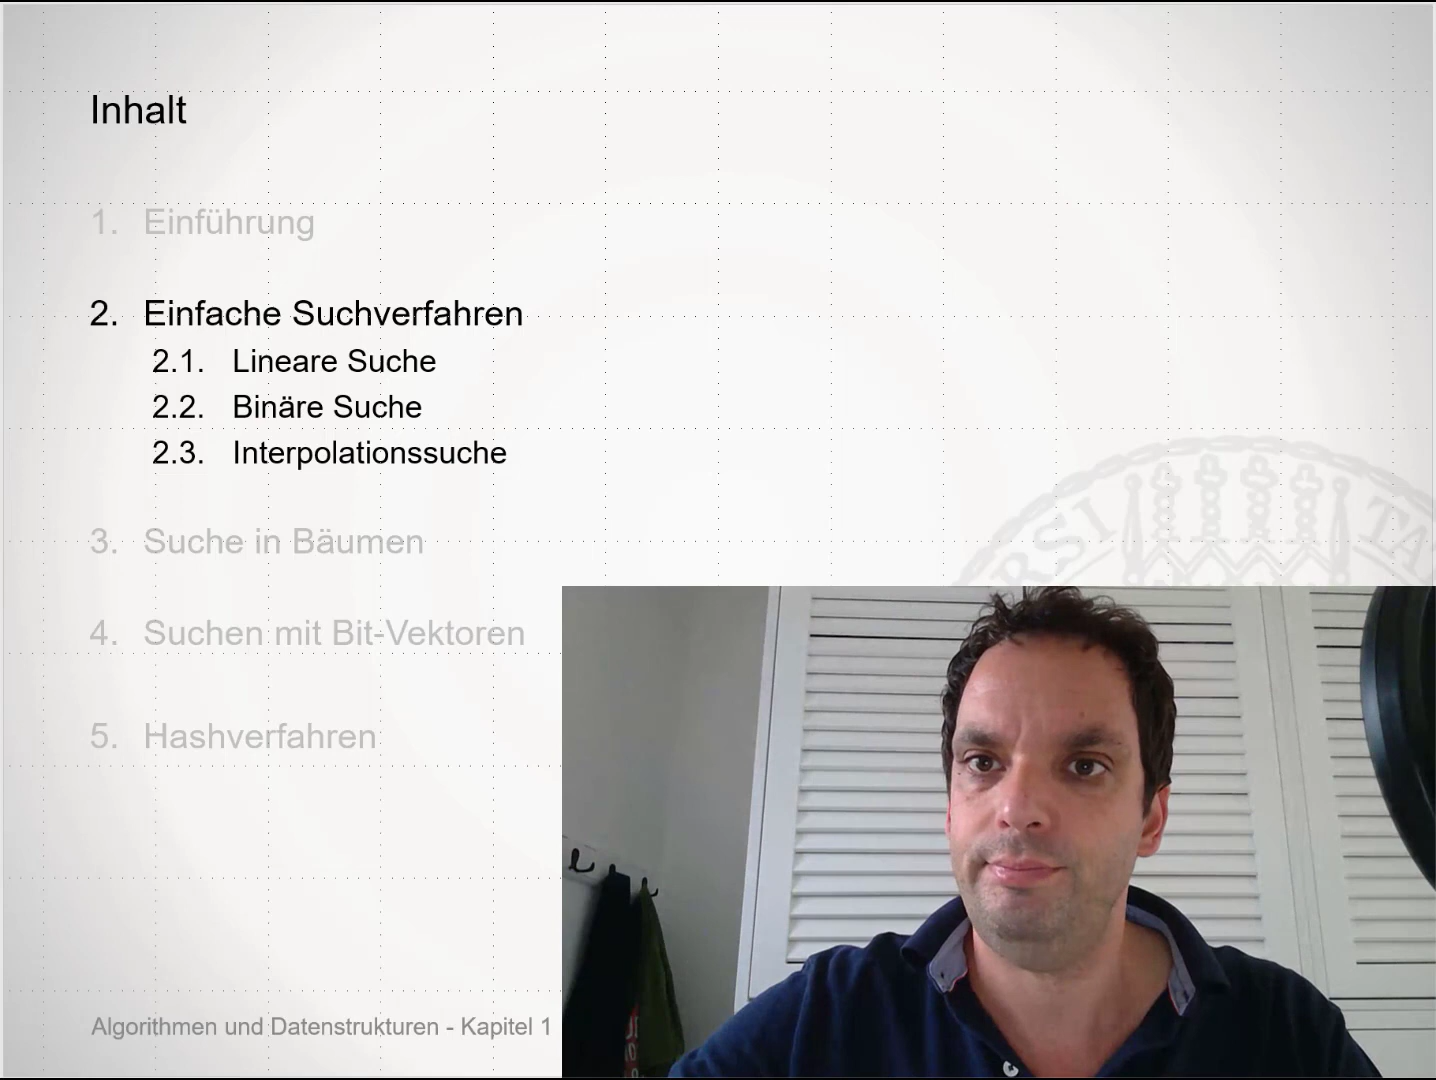 Inhalt
1. Einführung
2. Einfache Suchverfahren
2.1. Lineare Suche
2.2. Binäre Suche
2.3. Interpolationssuche
3. Suche in Bäumen
4. Suchen mit Bit-Vektoren
5. Hashverfahren
Algorithmen und Datenstrukturen - Kapitel 1